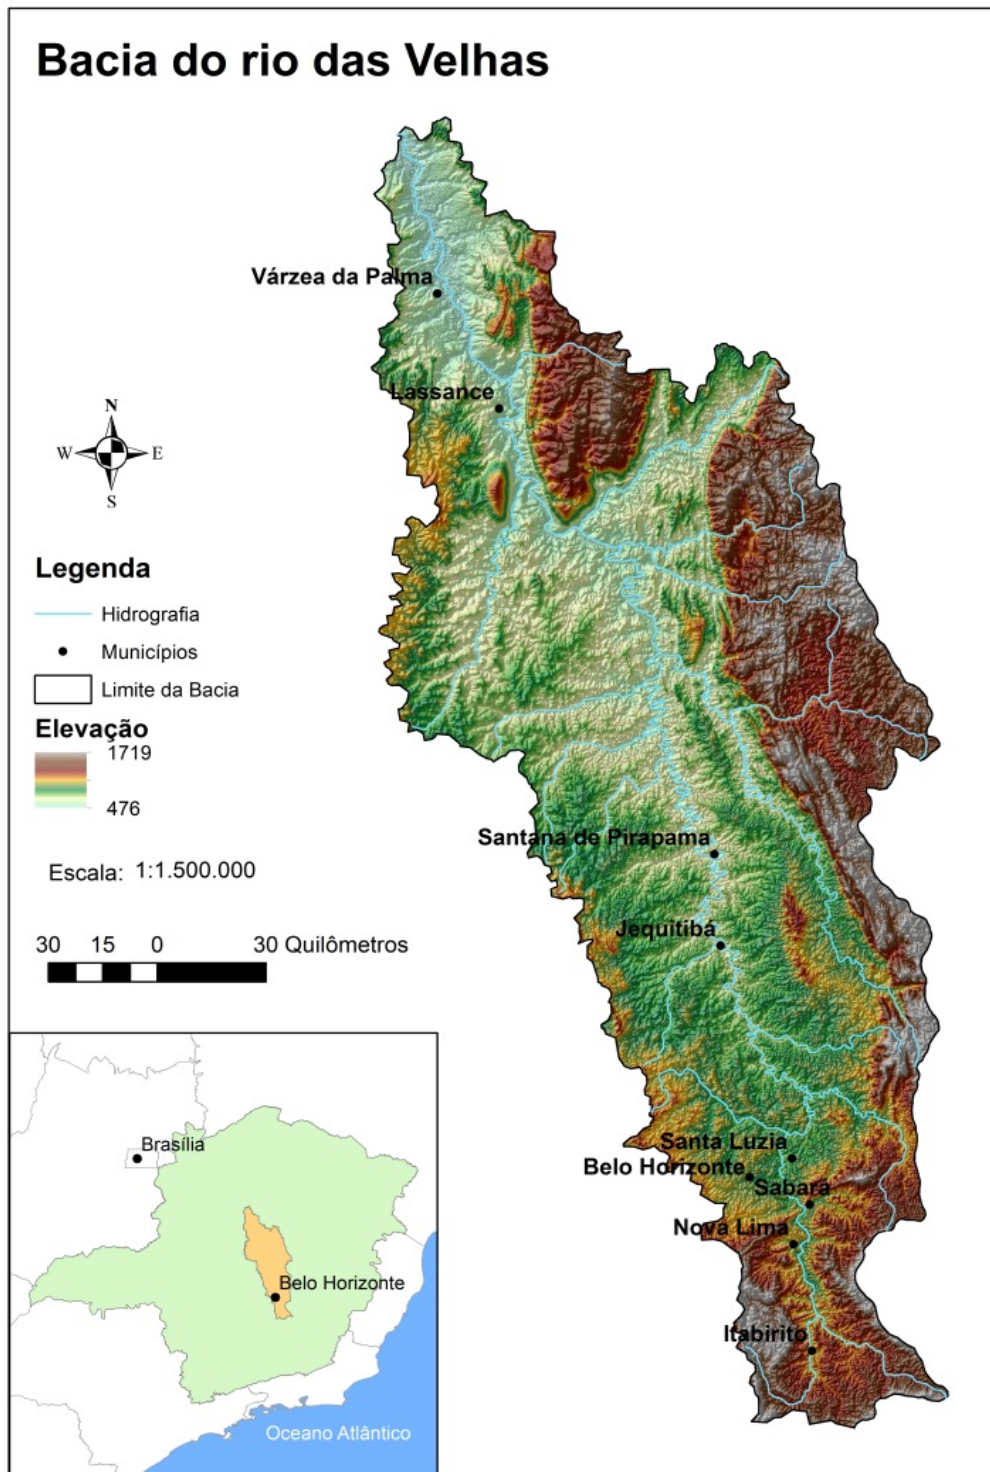 Bacia do rio das Velhas
Várzea da Palma
Lassance
N
W E
S
Legenda
Hidrografia
Municípios
Limite da Bacia
Elevação
1719
476
Santana de Pirapama
Escala: 1:1.500.000
Jequitibá
30 15 0 30 Quilômetros
Santa Luzia
Belo Horizonte
Sabará
Nova Lima
Itabirito
Brasília
Belo Horizonte
Oceano Atlântico